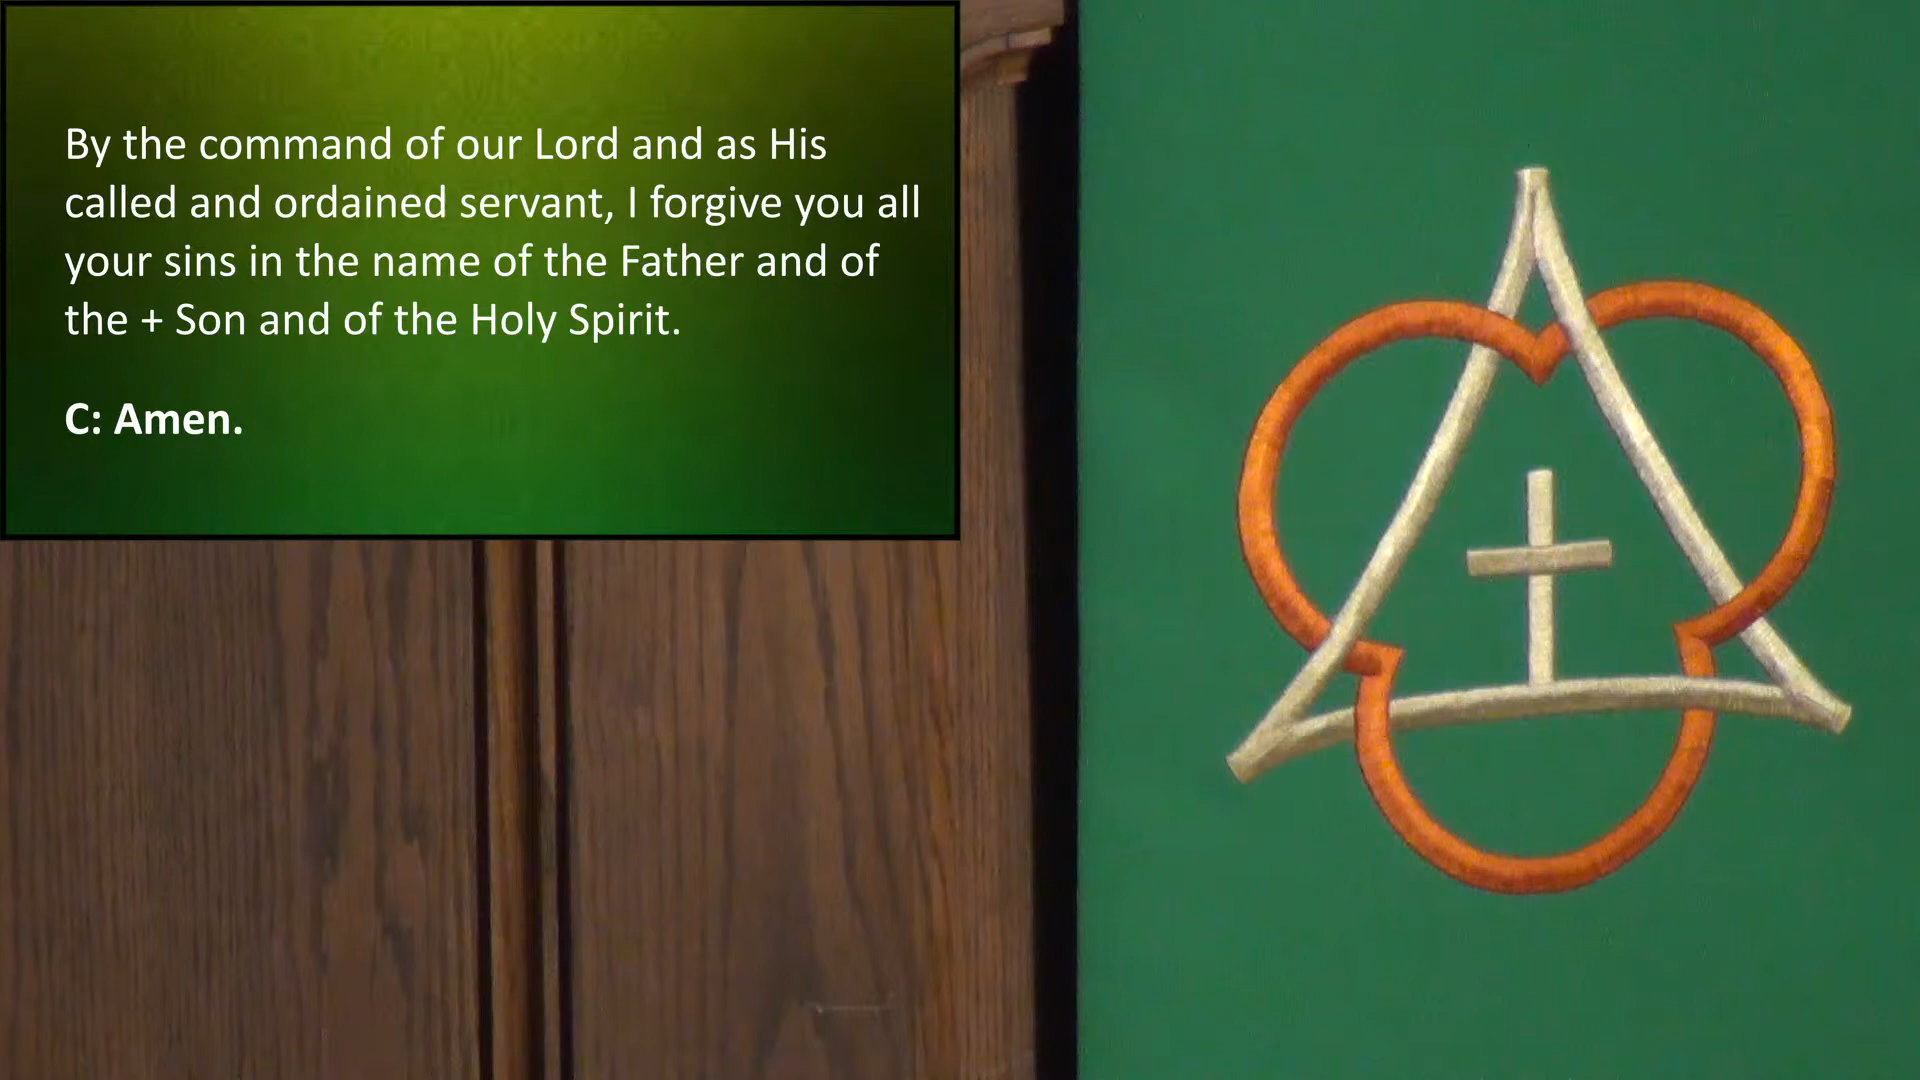 By the command of our Lord and as His
called and ordained servant, I forgive you all
your sins in the name of the Father and of
the + Son and of the Holy Spirit.
C: Amen.